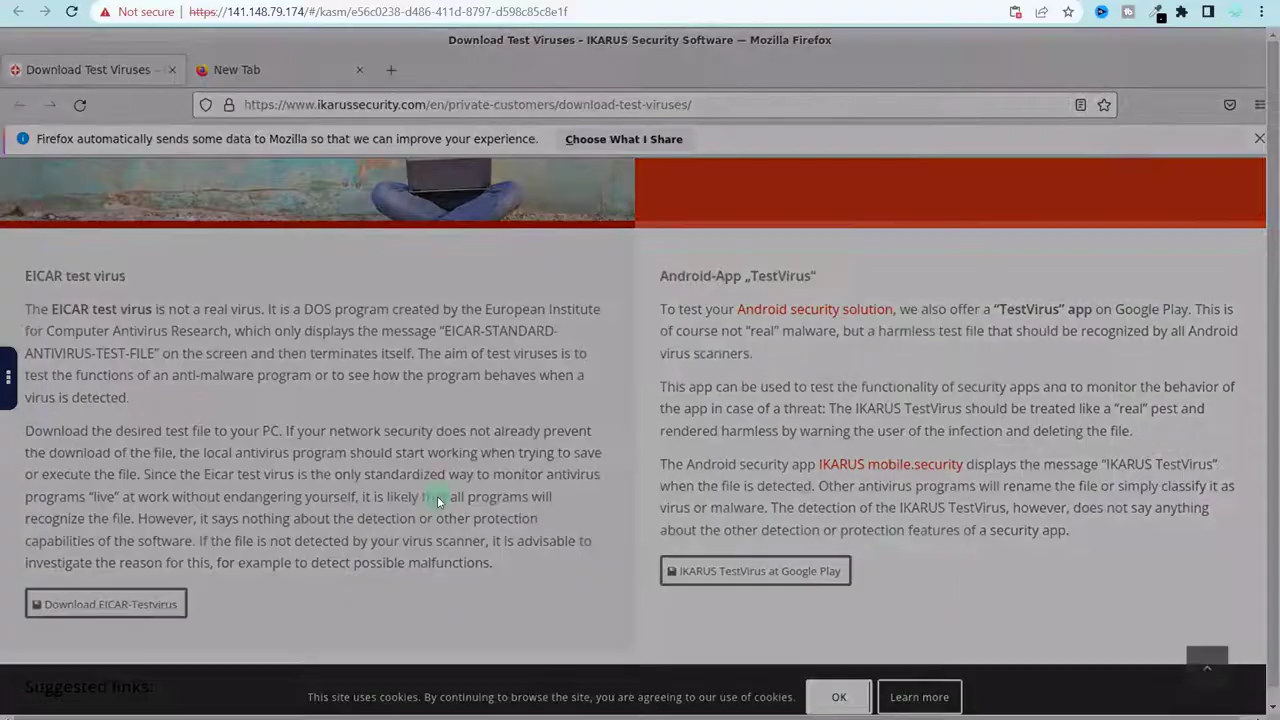 Not secure https://141.148.79.174/#/kasm/e56c0238-d486-411d-8797-d598c85c8e1f
Download Test Viruses - IKARUS Security Software — Mozilla Firefox
Download Test Viruses
New Tab
https://www.ikarussecurity.com/en/private-customers/download-test-viruses/
Firefox automatically sends some data to Mozilla so that we can improve your experience.
Choose What I Share
EICAR test virus
The EICAR test virus is not a real virus. It is a DOS program created by the European Institute
for Computer Antivirus Research, which only displays the message “EICAR-STANDARD-
ANTIVIRUS-TEST-FILE” on the screen and then terminates itself. The aim of test viruses is to
test the functions of an anti-malware program or to see how the program behaves when a
virus is detected.
Download the desired test file to your PC. If your network security does not already prevent
the download of the file, the local antivirus program should start working when trying to save
or execute the file. Since the Eicar test virus is the only standardized way to monitor antivirus
programs “live” at work without endangering yourself, it is likely all programs will
recognize the file. However, it says nothing about the detection or other protection
capabilities of the software. If the file is not detected by your virus scanner, it is advisable to
investigate the reason for this, for example to detect possible malfunctions.
Download EICAR-Testvirus
Android-App „TestVirus“
To test your Android security solution, we also offer a “TestVirus” app on Google Play. This is
of course not “real” malware, but a harmless test file that should be recognized by all Android
virus scanners.
This app can be used to test the functionality of security apps and to monitor the behavior of
the app in case of a threat: The IKARUS TestVirus should be treated like a “real” pest and
rendered harmless by warning the user of the infection and deleting the file.
The Android security app IKARUS mobile.security displays the message “IKARUS TestVirus”
when the file is detected. Other antivirus programs will rename the file or simply classify it as
virus or malware. The detection of the IKARUS TestVirus, however, does not say anything
about the other detection or protection features of a security app.
IKARUS TestVirus at Google Play
Suggested links:
This site uses cookies. By continuing to browse the site, you are agreeing to our use of cookies.
OK
Learn more